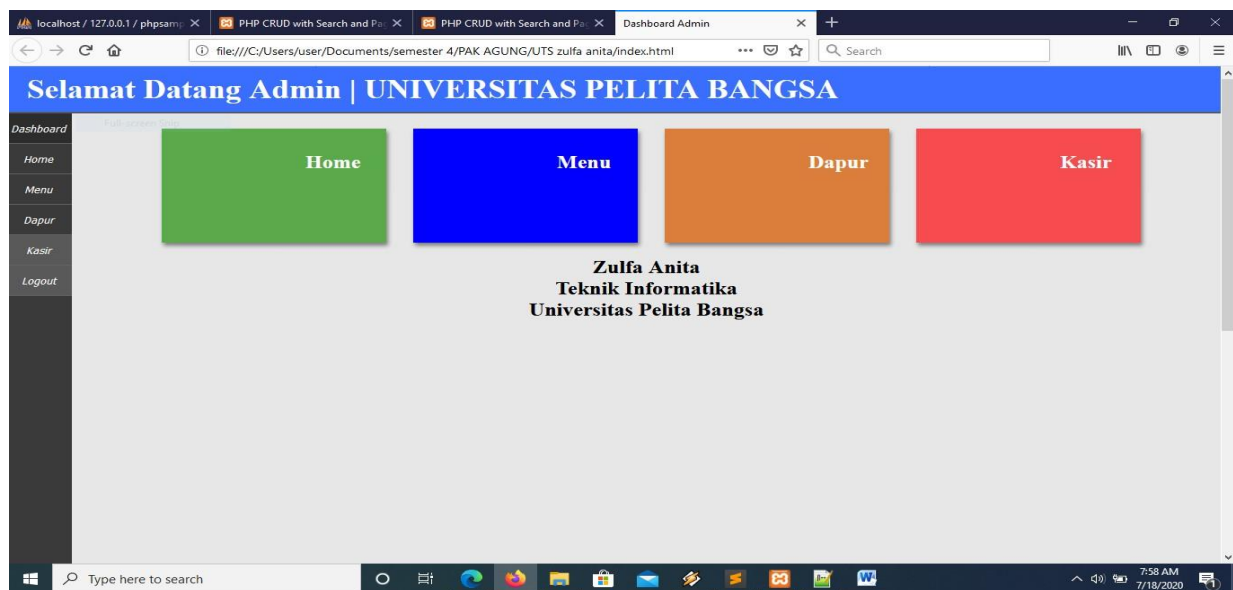 localhost / 127.0.0.1 / phpsamp
PHP CRUD with Search and Pag
PHP CRUD with Search and Pag
Dashboard Admin
file:///C:/Users/user/Documents/semester 4/PAK AGUNG/UTS zulfa anita/index.html
Search
Selamat Datang Admin | UNIVERSITAS PELITA BANGSA
Dashboard
Home
Menu
Dapur
Kasir
Logout
Home
Menu
Dapur
Kasir
Zulfa Anita
Teknik Informatika
Universitas Pelita Bangsa
Type here to search
7:58 AM
7/18/2020